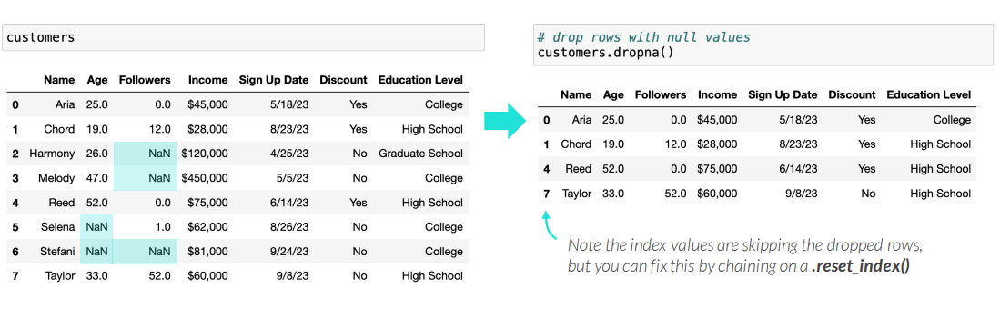 customers
Name Age Followers Income Sign Up Date Discount Education Level
0 Aria 25.0 0.0 $45,000 5/18/23 Yes College
1 Chord 19.0 12.0 $28,000 8/23/23 Yes High School
2 Harmony 26.0 NaN $120,000 4/25/23 No Graduate School
3 Melody 47.0 NaN $450,000 5/5/23 No College
4 Reed 52.0 0.0 $75,000 6/14/23 Yes High School
5 Selena NaN 1.0 $62,000 8/26/23 No College
6 Stefani NaN NaN $81,000 9/24/23 No College
7 Taylor 33.0 52.0 $60,000 9/8/23 No High School
# drop rows with null values
customers.dropna()
Name Age Followers Income Sign Up Date Discount Education Level
0 Aria 25.0 0.0 $45,000 5/18/23 Yes College
1 Chord 19.0 12.0 $28,000 8/23/23 Yes High School
4 Reed 52.0 0.0 $75,000 6/14/23 Yes High School
7 Taylor 33.0 52.0 $60,000 9/8/23 No High School
Note the index values are skipping the dropped rows,
but you can fix this by chaining on a .reset_index()